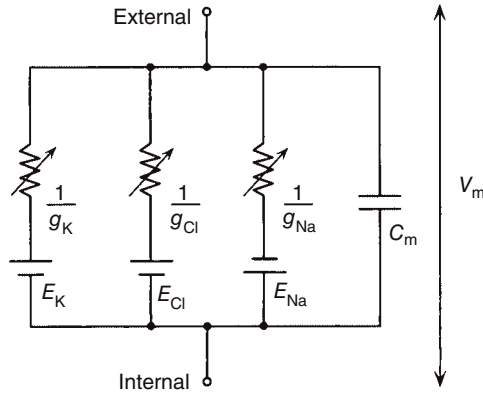 External
1
g_K
1
g_Cl
1
g_Na
V_m
C_m
E_K
E_Cl
E_Na
Internal